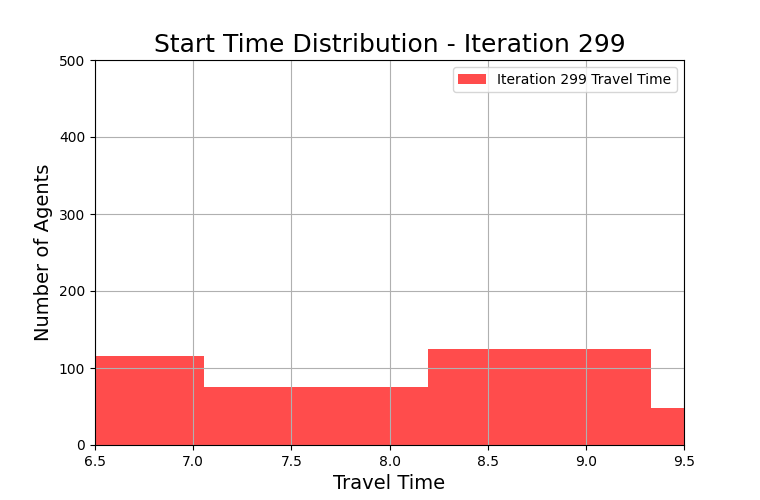 Start Time Distribution - Iteration 299
Iteration 299 Travel Time
Number of Agents
500
400
300
200
100
0
6.5 7.0 7.5 8.0 8.5 9.0 9.5
Travel Time